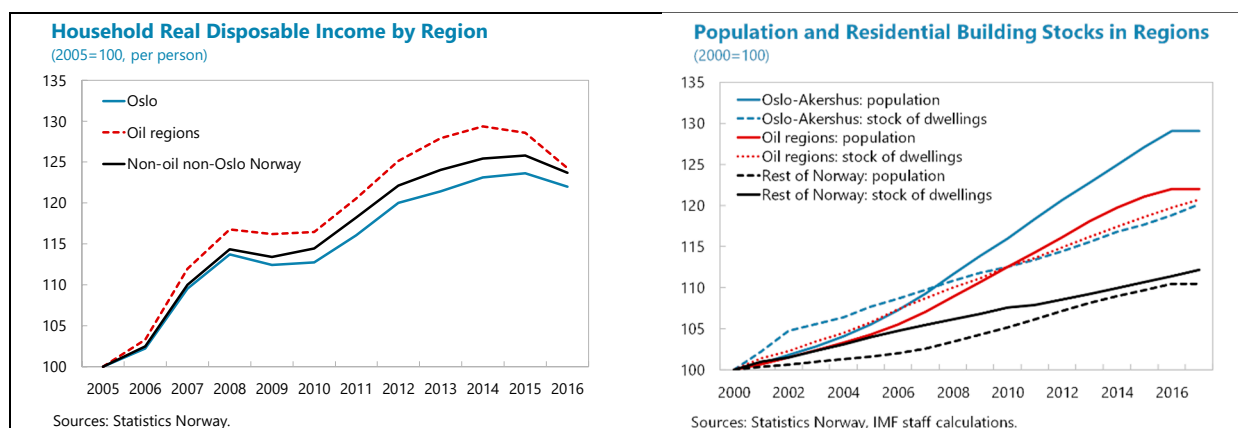 Household Real Disposable Income by Region
(2005=100, per person)
135
130
125
120
115
110
105
100
Oslo
Oil regions
Non-oil non-Oslo Norway
2005 2006 2007 2008 2009 2010 2011 2012 2013 2014 2015 2016
Sources: Statistics Norway.
Population and Residential Building Stocks in Regions
(2000=100)
135
130
125
120
115
110
105
100
Oslo-Akershus: population
Oslo-Akershus: stock of dwellings
Oil regions: population
Oil regions: stock of dwellings
Rest of Norway: population
Rest of Norway: stock of dwellings
2000 2002 2004 2006 2008 2010 2012 2014 2016
Sources: Statistics Norway, IMF staff calculations.